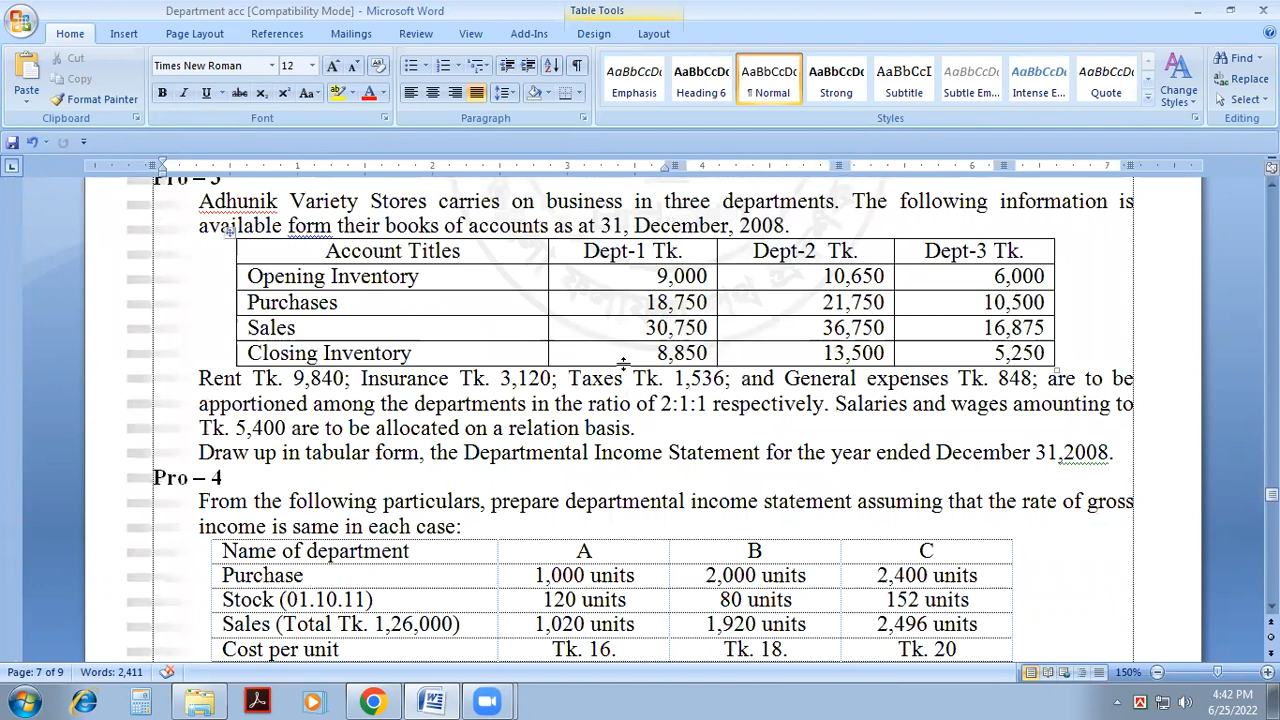 Department acc [Compatibility Mode] - Microsoft Word
Table Tools
Home Insert Page Layout References Mailings Review View Add-Ins Design Layout
Cut
Copy
Format Painter
Paste
Clipboard
Times New Roman 12
Font
Paragraph
AaBbCcDc AaBbCcDc AaBbCcDc AaBbCcDc AaBbCcI AaBbCcDc AaBbCcDc AaBbCcDc
Emphasis Heading 6 ¶ Normal Strong Subtitle Subtle Em... Intense E... Quote
Styles
Change Styles
Find
Replace
Select
Editing
1 2 3 4 5 6 7
Pro – 3
Adhunik Variety Stores carries on business in three departments. The following information is
available form their books of accounts as at 31, December, 2008.
Account Titles Dept-1 Tk. Dept-2 Tk. Dept-3 Tk.
Opening Inventory 9,000 10,650 6,000
Purchases 18,750 21,750 10,500
Sales 30,750 36,750 16,875
Closing Inventory 8,850 13,500 5,250
Rent Tk. 9,840; Insurance Tk. 3,120; Taxes Tk. 1,536; and General expenses Tk. 848; are to be
apportioned among the departments in the ratio of 2:1:1 respectively. Salaries and wages amounting to
Tk. 5,400 are to be allocated on a relation basis.
Draw up in tabular form, the Departmental Income Statement for the year ended December 31,2008.
Pro – 4
From the following particulars, prepare departmental income statement assuming that the rate of gross
income is same in each case:
Name of department A B C
Purchase 1,000 units 2,000 units 2,400 units
Stock (01.10.11) 120 units 80 units 152 units
Sales (Total Tk. 1,26,000) 1,020 units 1,920 units 2,496 units
Cost per unit Tk. 16. Tk. 18. Tk. 20
Page: 7 of 9 Words: 2,411 150%
4:42 PM
6/25/2022